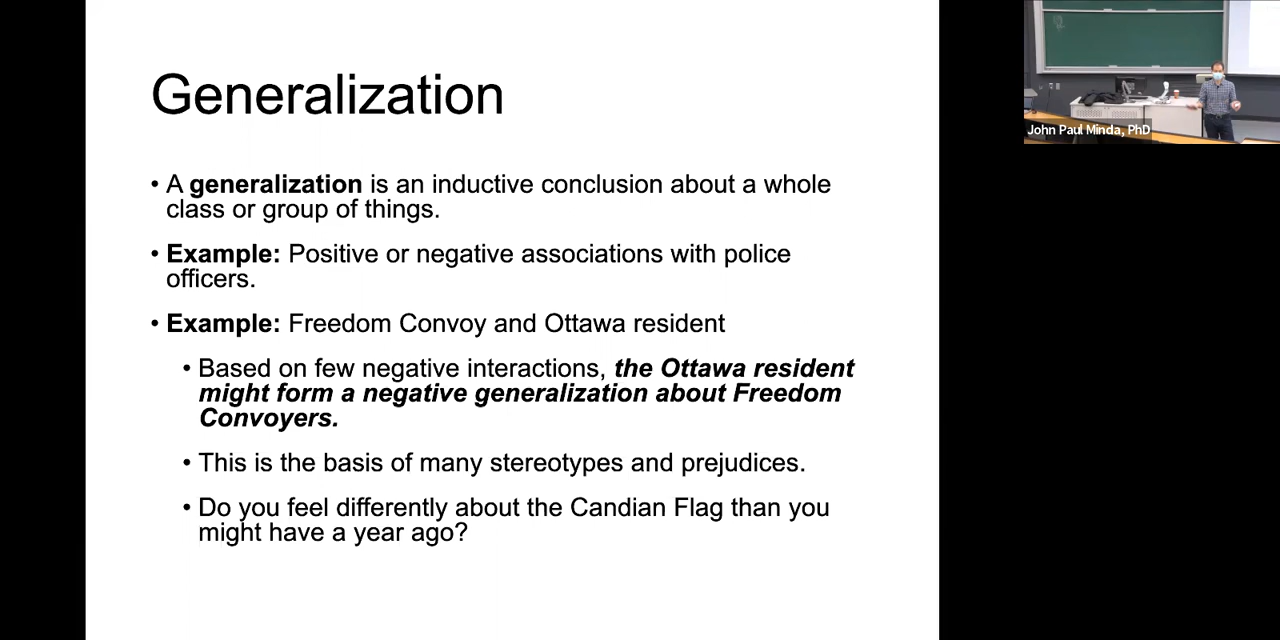 Generalization
• A generalization is an inductive conclusion about a whole
class or group of things.
• Example: Positive or negative associations with police
officers.
• Example: Freedom Convoy and Ottawa resident
• Based on few negative interactions, the Ottawa resident
might form a negative generalization about Freedom
Convoyers.
• This is the basis of many stereotypes and prejudices.
• Do you feel differently about the Candian Flag than you
might have a year ago?
John Paul Minda, PhD